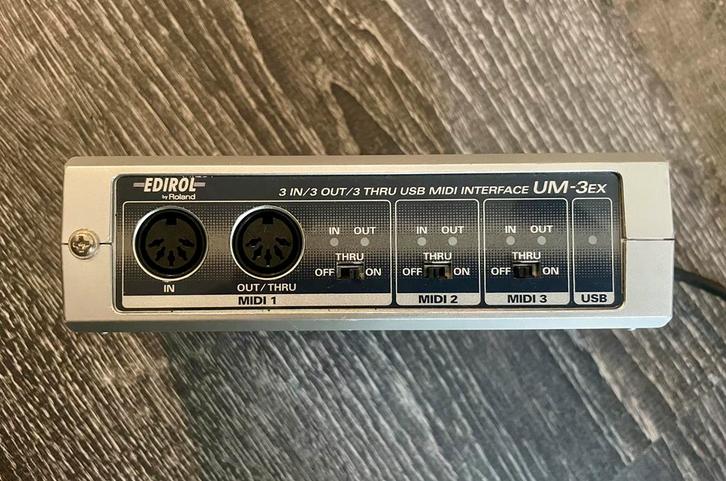 EDIROL
by Roland
3 IN/3 OUT/3 THRU USB MIDI INTERFACE UM-3EX
IN OUT
THRU
OFF ON
IN
OUT/THRU
MIDI 1
IN OUT
THRU
OFF ON
MIDI 2
IN OUT
THRU
OFF ON
MIDI 3
USB